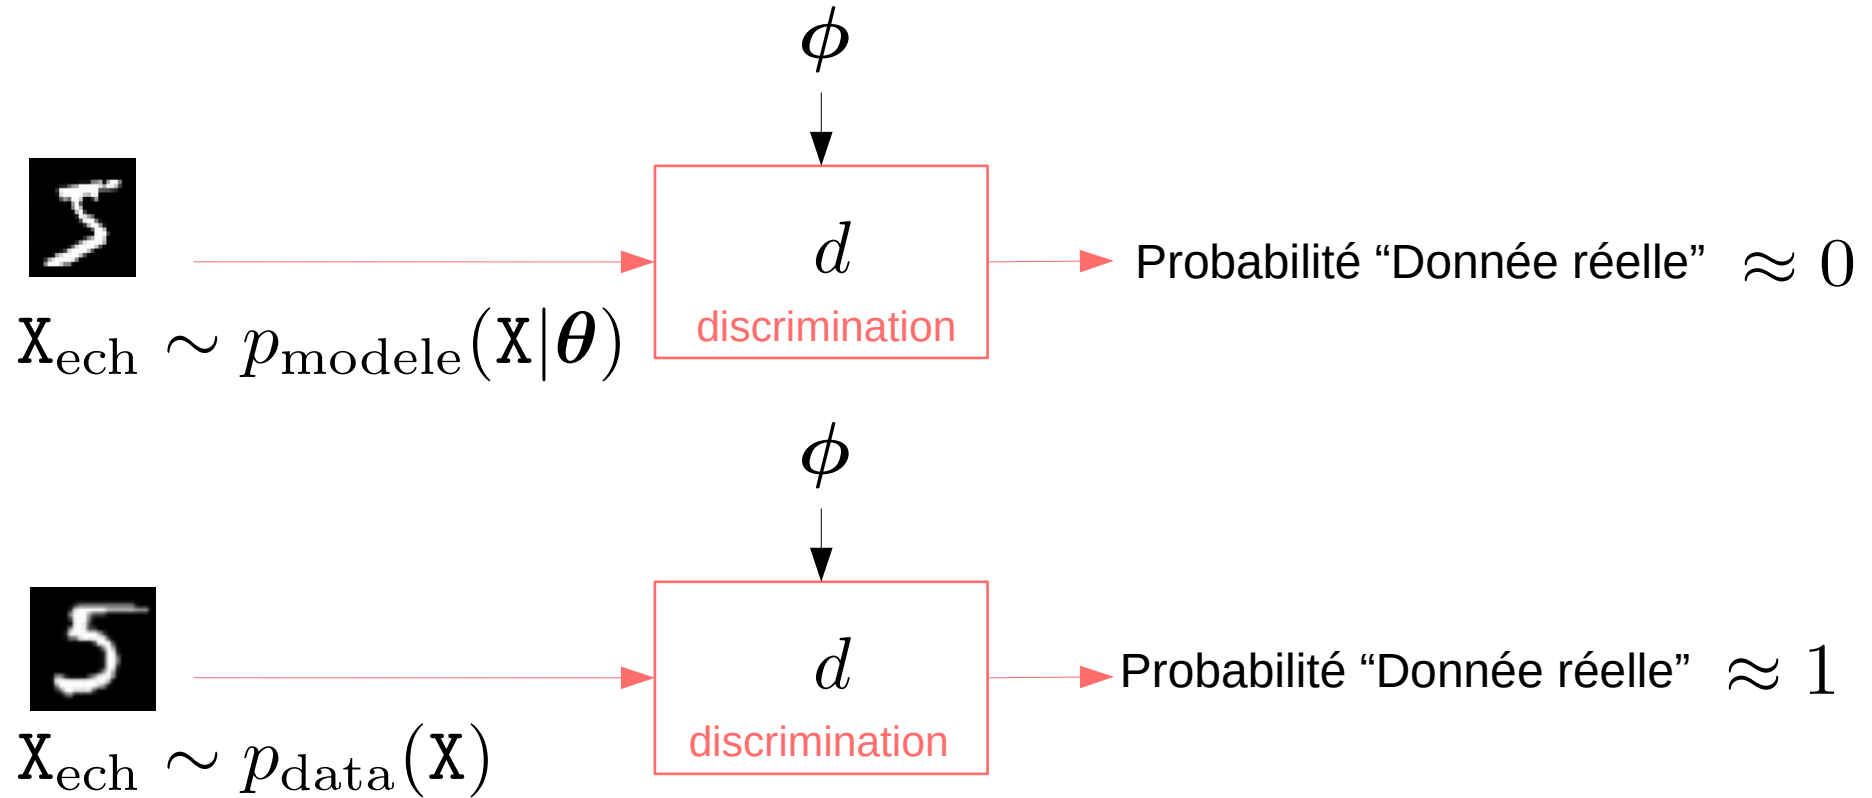 ϕ
d
discrimination
Probabilité “Donnée réelle” ≈ 0
X_ech ∼ p_modele(X|θ)
ϕ
d
discrimination
Probabilité “Donnée réelle” ≈ 1
X_ech ∼ p_data(X)